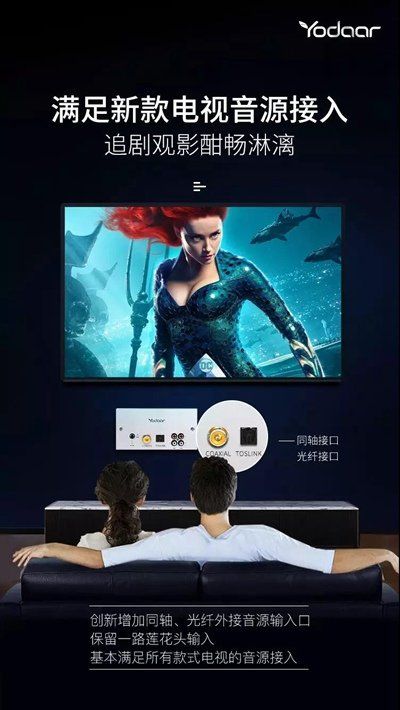 Yodaar
满足新款电视音源接入
追剧观影酣畅淋漓
DC
Yodaar
COAXIAL TOSLINK
同轴接口
光纤接口
创新增加同轴、光纤外接音源输入口
保留一路莲花头输入
基本满足所有款式电视的音源接入